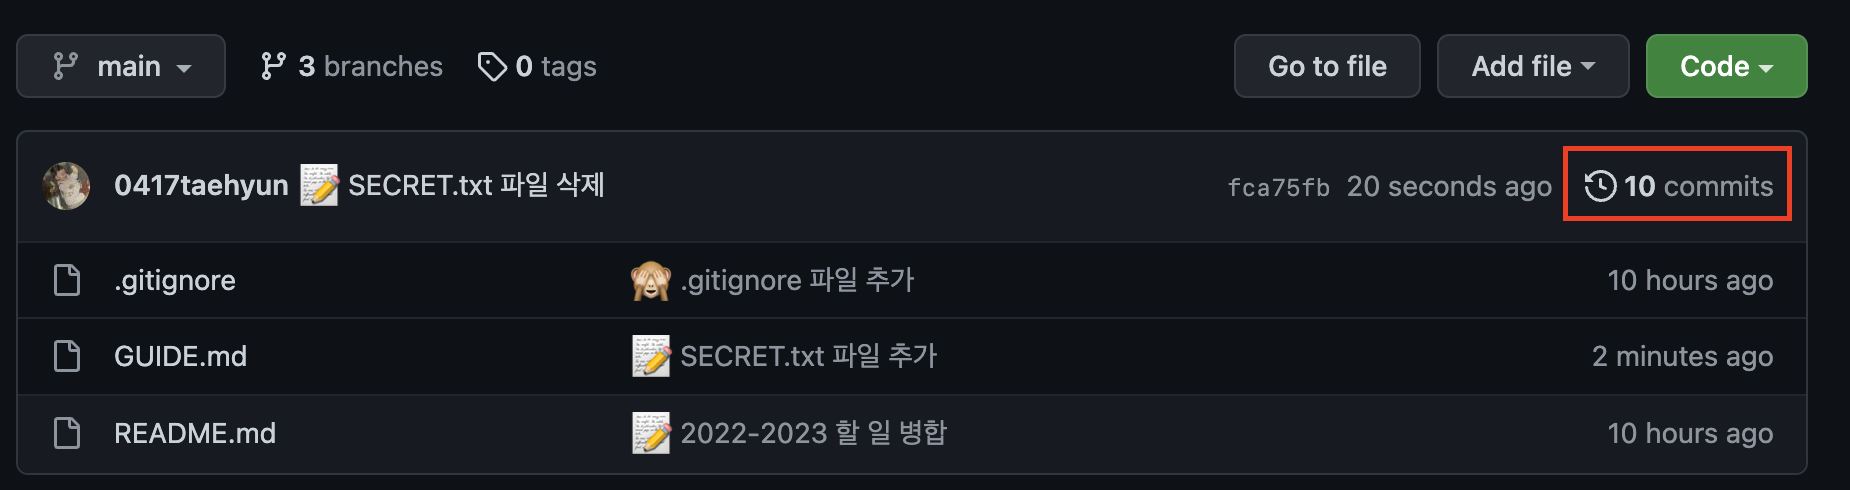 main 3 branches 0 tags Go to file Add file Code
0417taehyun SECRET.txt 파일 삭제 fca75fb 20 seconds ago 10 commits
.gitignore .gitignore 파일 추가 10 hours ago
GUIDE.md SECRET.txt 파일 추가 2 minutes ago
README.md 2022-2023 할 일 병합 10 hours ago